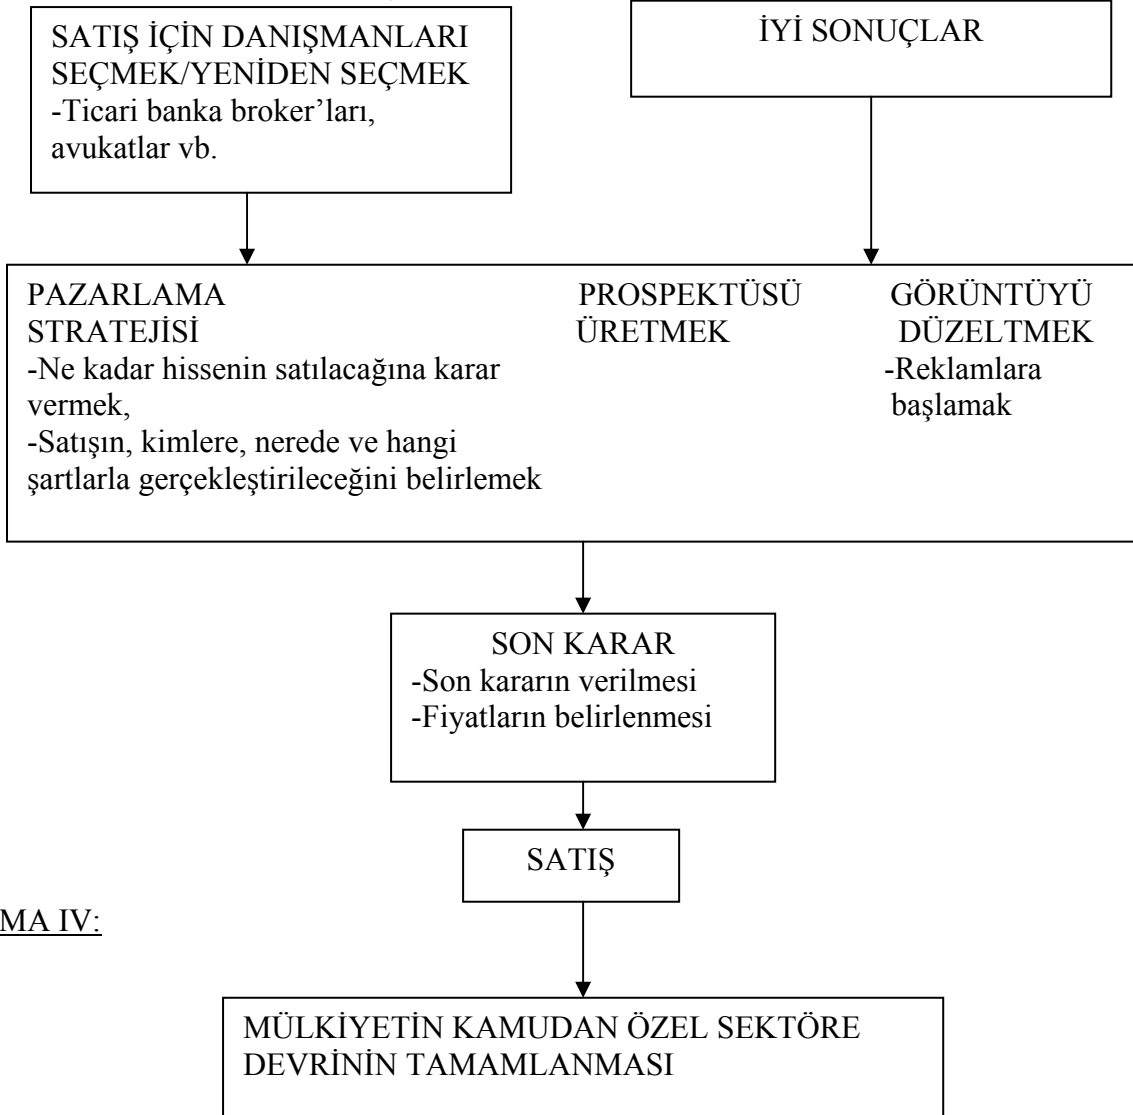 SATIŞ İÇİN DANIŞMANLARI
SEÇMEK/YENİDEN SEÇMEK
-Ticari banka broker’ları,
avukatlar vb.
İYİ SONUÇLAR
PAZARLAMA
STRATEJİSİ
-Ne kadar hissenin satılacağına karar
vermek,
-Satışın, kimlere, nerede ve hangi
şartlarla gerçekleştirileceğini belirlemek
PROSPEKTÜSÜ
ÜRETMEK
GÖRÜNTÜYÜ
DÜZELTMEK
-Reklamlara
başlamak
SON KARAR
-Son kararın verilmesi
-Fiyatların belirlenmesi
SATIŞ
MA IV:
MÜLKİYETİN KAMUDAN ÖZEL SEKTÖRE
DEVRİNİN TAMAMLANMASI